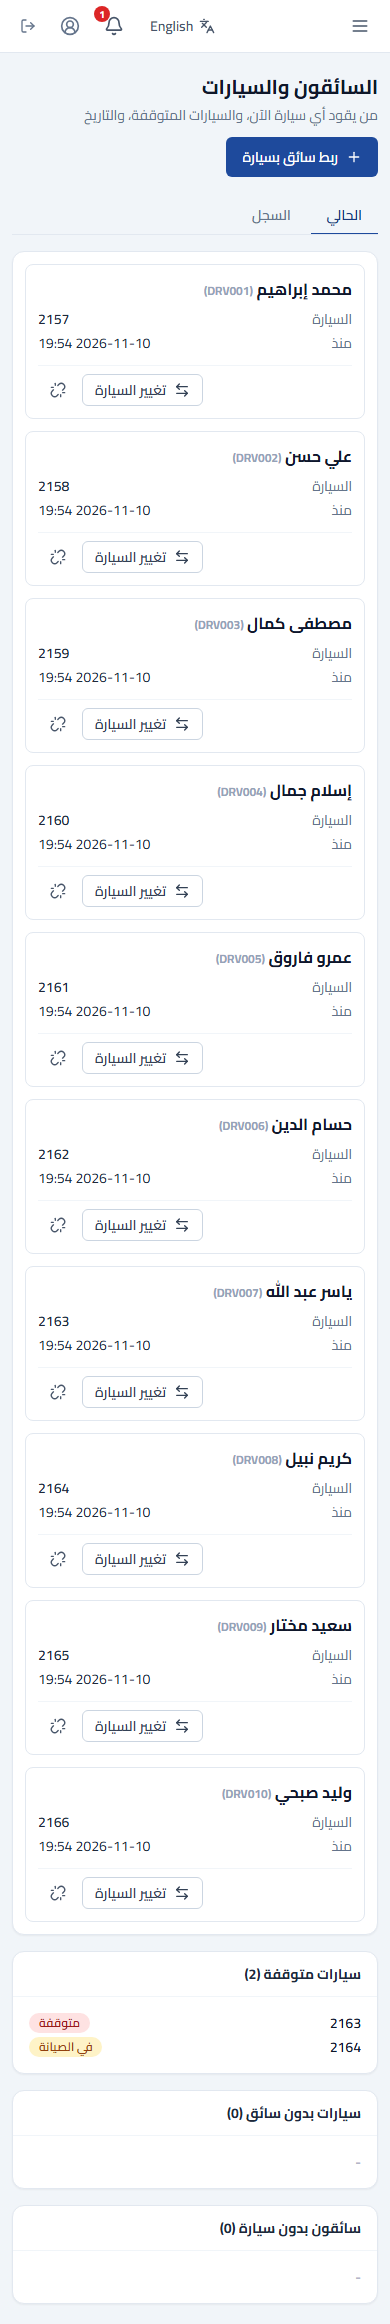 English
1
السائقون والسيارات
من يقود أي سيارة الآن، والسيارات المتوقفة، والتاريخ
ربط سائق بسيارة
الحالي
السجل
محمد إبراهيم (DRV001)
السيارة 2157
منذ 2026-11-10 19:54
تغيير السيارة
علي حسن (DRV002)
السيارة 2158
منذ 2026-11-10 19:54
تغيير السيارة
مصطفى كمال (DRV003)
السيارة 2159
منذ 2026-11-10 19:54
تغيير السيارة
إسلام جمال (DRV004)
السيارة 2160
منذ 2026-11-10 19:54
تغيير السيارة
عمرو فاروق (DRV005)
السيارة 2161
منذ 2026-11-10 19:54
تغيير السيارة
حسام الدين (DRV006)
السيارة 2162
منذ 2026-11-10 19:54
تغيير السيارة
ياسر عبد الله (DRV007)
السيارة 2163
منذ 2026-11-10 19:54
تغيير السيارة
كريم نبيل (DRV008)
السيارة 2164
منذ 2026-11-10 19:54
تغيير السيارة
سعيد مختار (DRV009)
السيارة 2165
منذ 2026-11-10 19:54
تغيير السيارة
وليد صبحي (DRV010)
السيارة 2166
منذ 2026-11-10 19:54
تغيير السيارة
سيارات متوقفة (2)
2163 متوقفة
2164 في الصيانة
سيارات بدون سائق (0)
-
سائقون بدون سيارة (0)
-